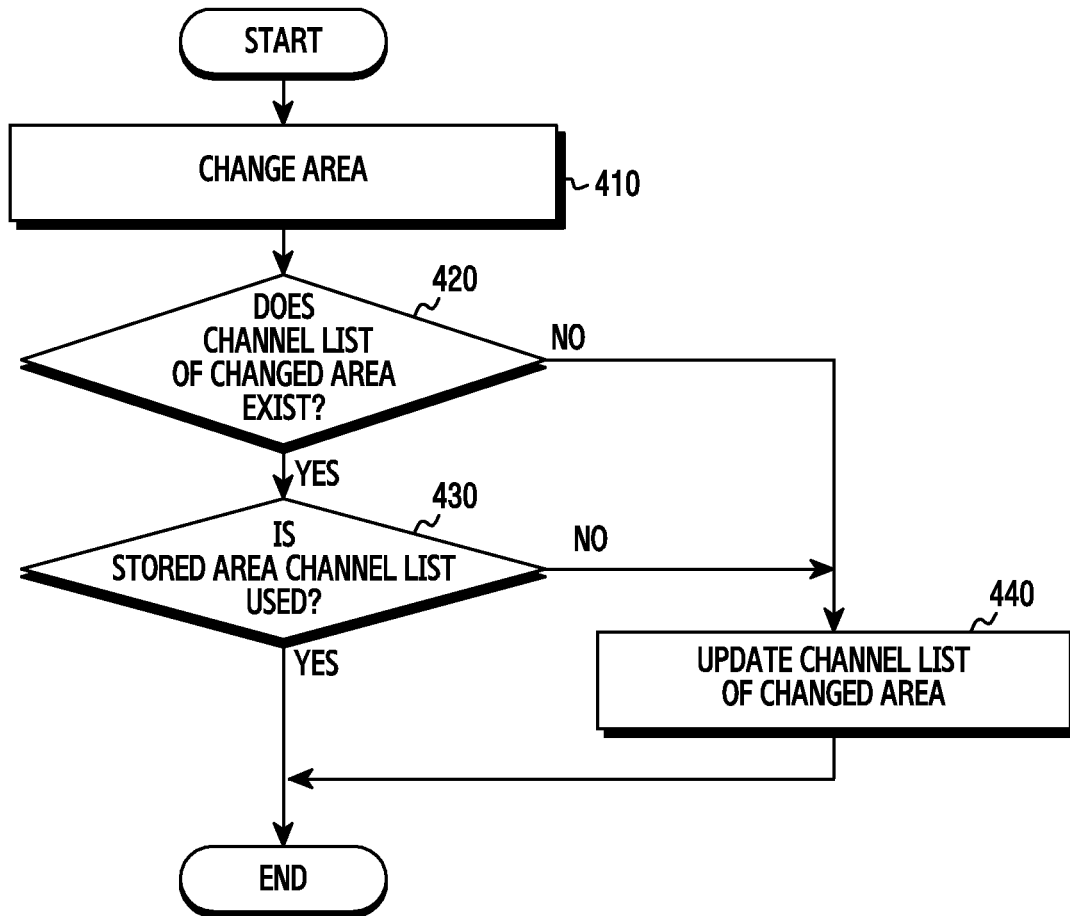 START
CHANGE AREA
410
420
DOES
CHANNEL LIST
OF CHANGED AREA
EXIST?
NO
YES
430
IS
STORED AREA CHANNEL LIST
USED?
NO
YES
440
UPDATE CHANNEL LIST
OF CHANGED AREA
END